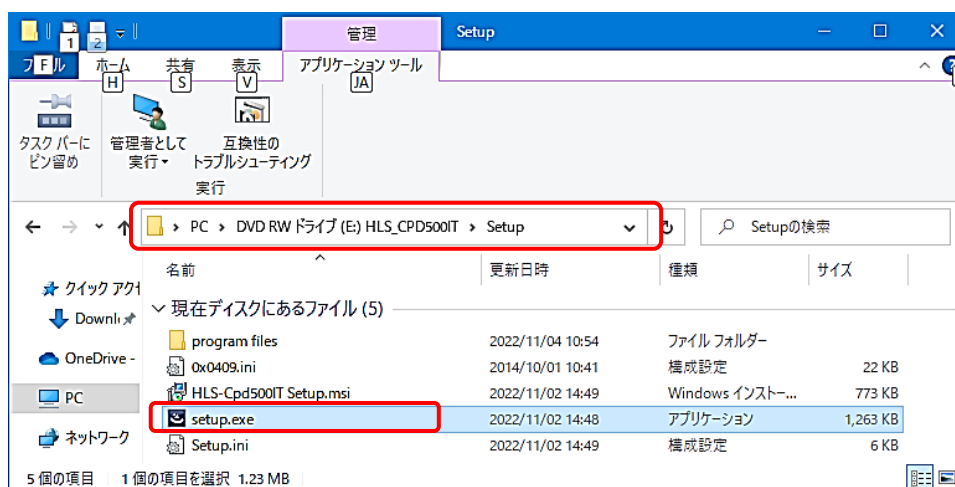 管理 Setup
1 2
ファイル ホーム 共有 表示 アプリケーション ツール
F H S V JA
タスク バーに
ピン留め
管理者として
実行
互換性の
トラブルシューティング
実行
PC > DVD RW ドライブ (E:) HLS_CPD500IT > Setup
Setupの検索
名前 更新日時 種類 サイズ
クイック アクセ
Downlo
OneDrive -
PC
ネットワーク
現在ディスクにあるファイル (5)
program files 2022/11/04 10:54 ファイル フォルダー
0x0409.ini 2014/10/01 10:41 構成設定 22 KB
HLS-Cpd500IT Setup.msi 2022/11/02 14:49 Windows インストー... 773 KB
setup.exe 2022/11/02 14:48 アプリケーション 1,263 KB
Setup.ini 2022/11/02 14:49 構成設定 6 KB
5 個の項目 1 個の項目を選択 1.23 MB